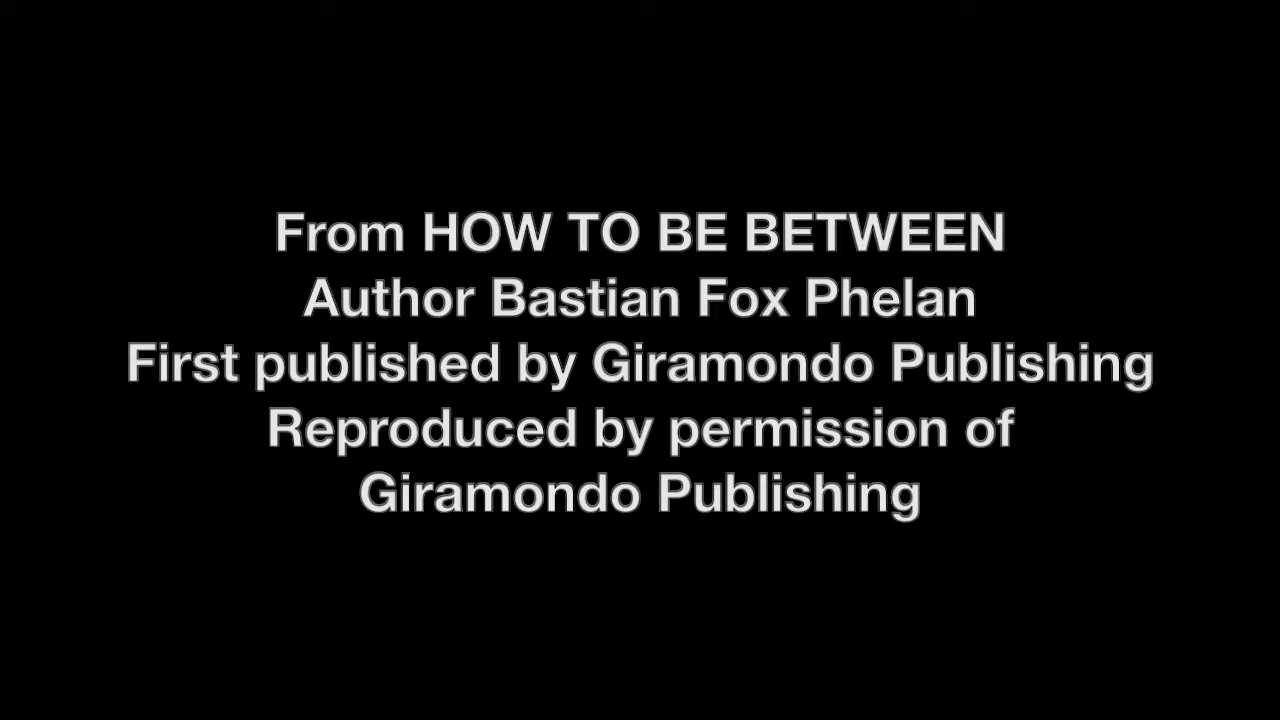 From HOW TO BE BETWEEN
Author Bastian Fox Phelan
First published by Giramondo Publishing
Reproduced by permission of
Giramondo Publishing